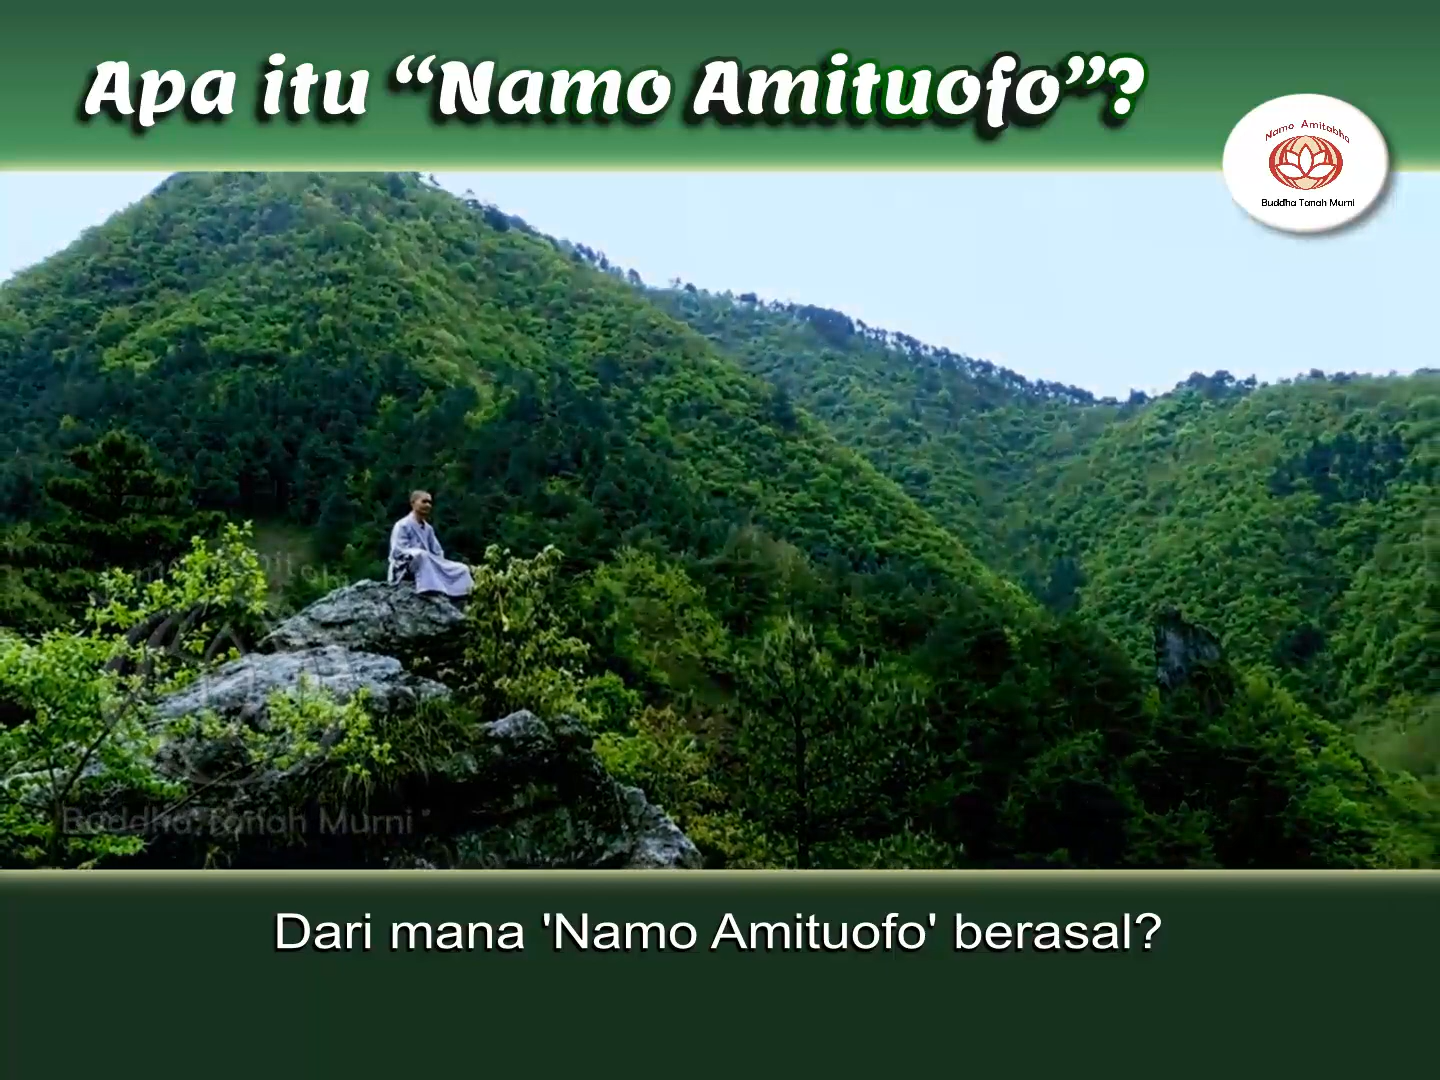 Apa itu “Namo Amituofo”?
Namo Amitabha
Buddha Tanah Murni
Buddha Tanah Murni
Dari mana 'Namo Amituofo' berasal?